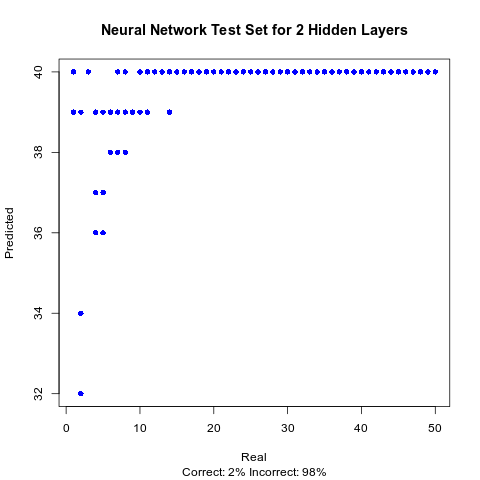 Neural Network Test Set for 2 Hidden Layers
Predicted
40
38
36
34
32
0 10 20 30 40 50
Real
Correct: 2% Incorrect: 98%